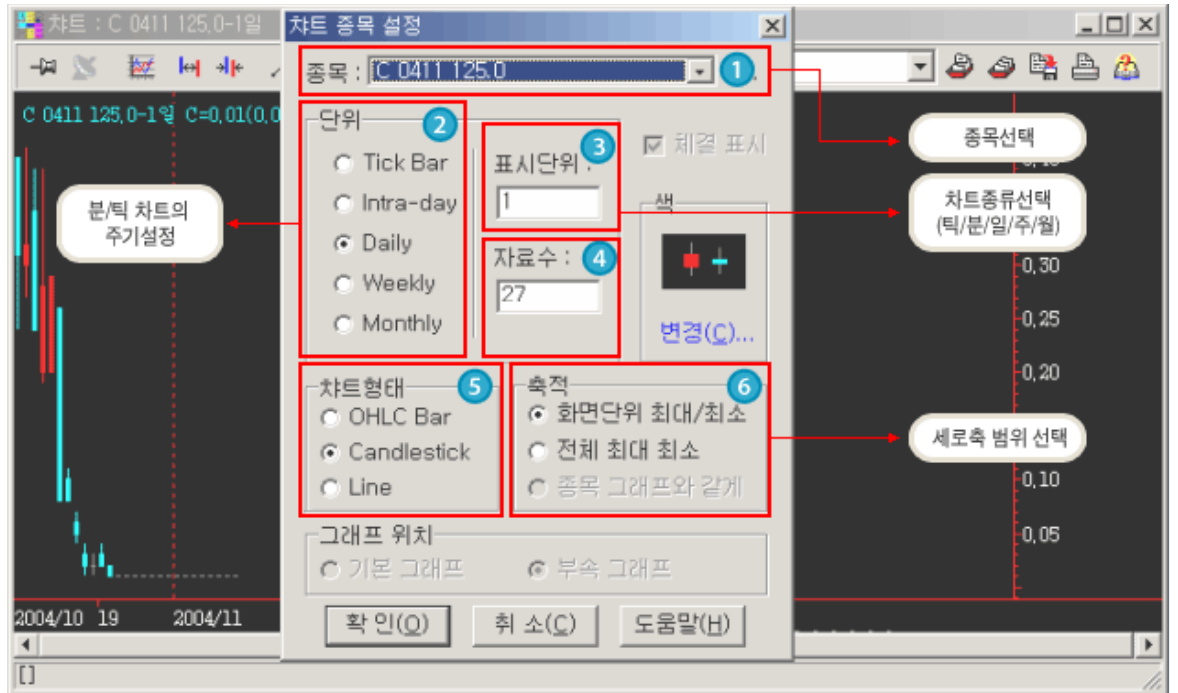 챠트 : C 0411 125,0-1일
챠트 종목 설정
종목 : C 0411 125.0
1
C 0411 125,0-1일 C=0,01(0,0
단위
2
Tick Bar
Intra-day
Daily
Weekly
Monthly
3
표시단위 :
1
4
자료수 :
27
체결 표시
색
변경(C)...
종목선택
차트종류선택
(틱/분/일/주/월)
분/틱 차트의
주기설정
0,30
0,25
0,20
0,10
0,05
챠트형태
5
OHLC Bar
Candlestick
Line
축적
6
화면단위 최대/최소
전체 최대 최소
종목 그래프와 같게
세로축 범위 선택
그래프 위치
기본 그래프
부속 그래프
2004/10 19 2004/11
확 인(O)
취 소(C)
도움말(H)
[]